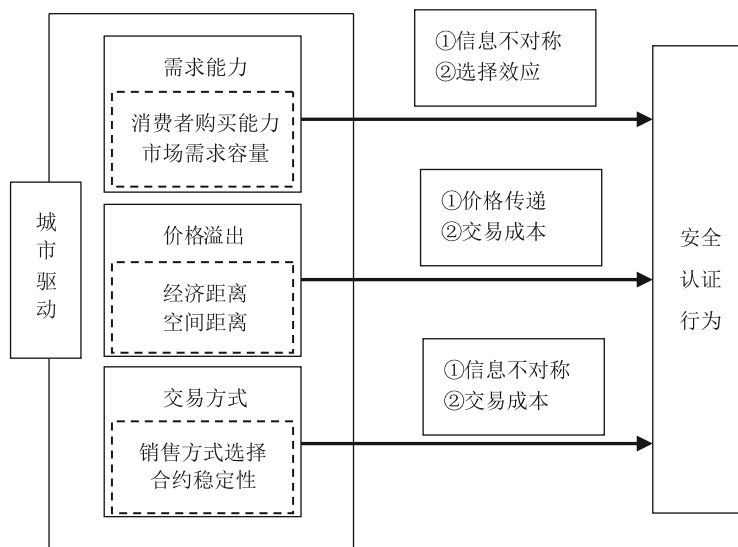 城
市
驱
动
需求能力
消费者购买能力
市场需求容量
①信息不对称
②选择效应
价格溢出
经济距离
空间距离
①价格传递
②交易成本
交易方式
销售方式选择
合约稳定性
①信息不对称
②交易成本
安全
认证
行为